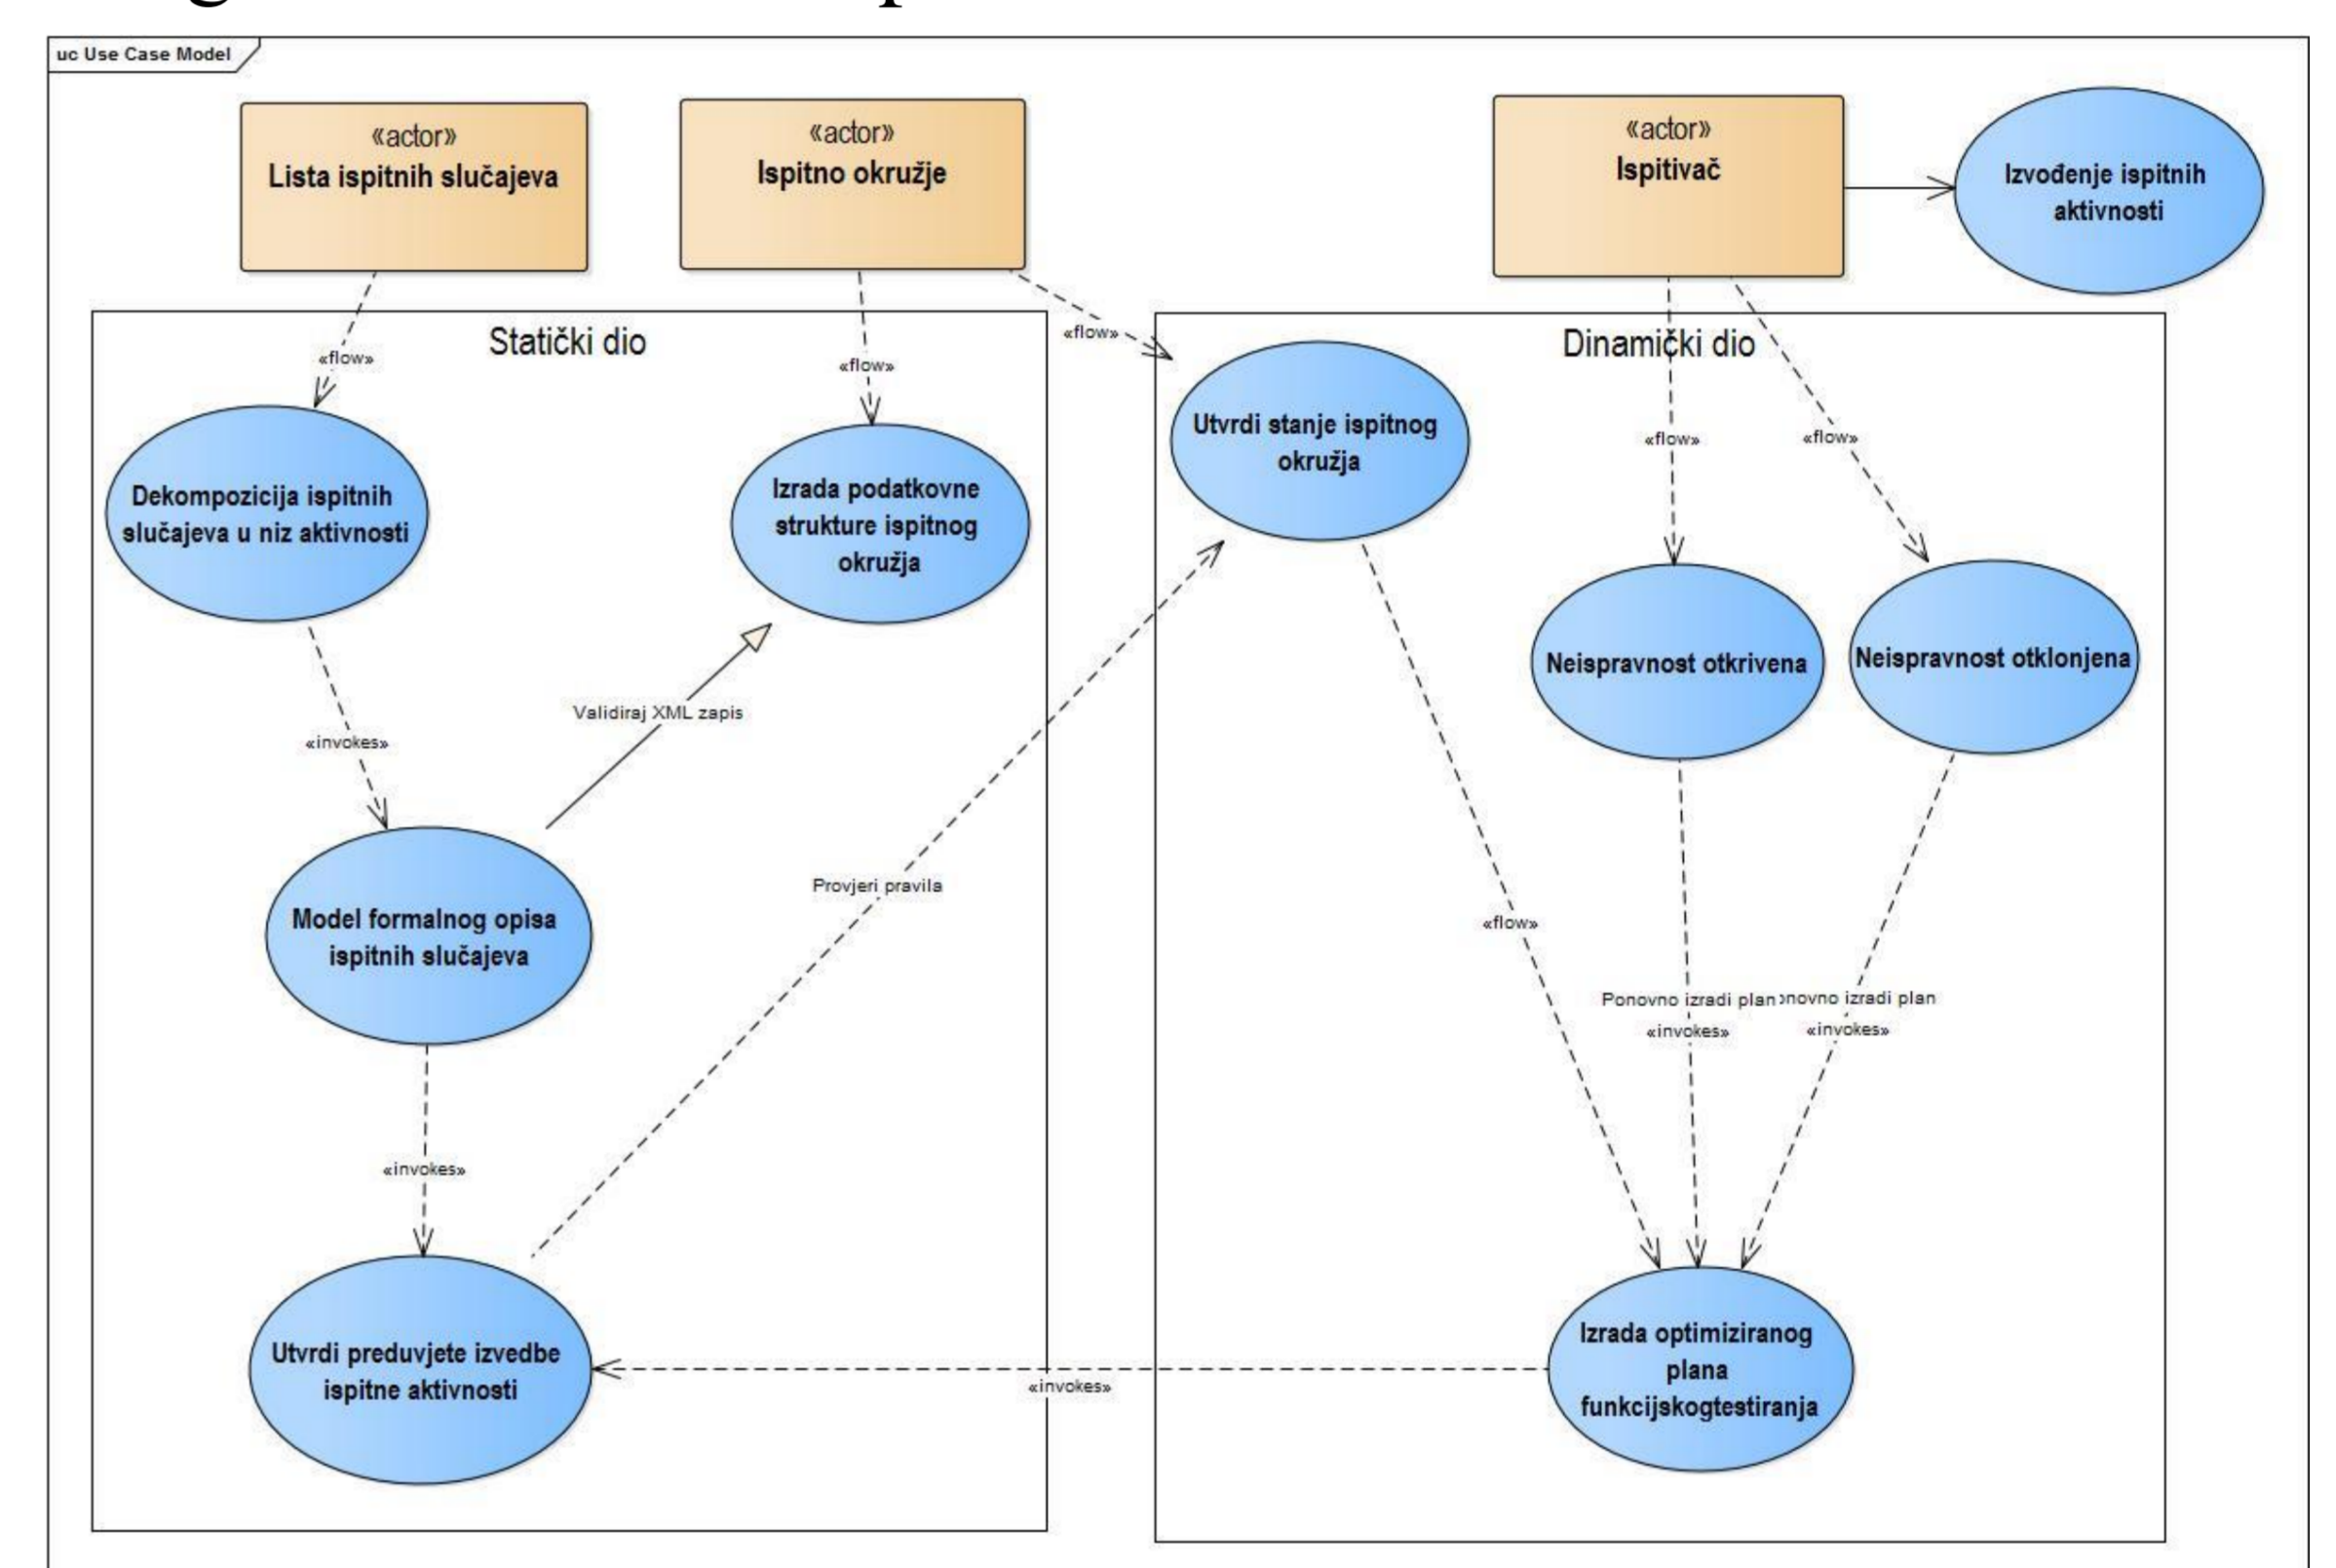 uc Use Case Model
«actor»
Lista ispitnih slučajeva
«actor»
Ispitno okružje
«actor»
Ispitivač
Izvođenje ispitnih
aktivnosti
«flow»
«flow»
«flow»
Statički dio
Dinamički dio
Dekompozicija ispitnih
slučajeva u niz aktivnosti
Izrada podatkovne
strukture ispitnog
okružja
Utvrdi stanje ispitnog
okružja
«flow»
«flow»
Neispravnost otkrivena
Neispravnost otklonjena
«invokes»
Validiraj XML zapis
Provjeri pravila
Model formalnog opisa
ispitnih slučajeva
«flow»
Ponovno izradi plan
«invokes»
izradi plan
«invokes»
«invokes»
Utvrdi preduvjete izvedbe
ispitne aktivnosti
«invokes»
Izrada optimiziranog
plana
funkcijskogtestiranja